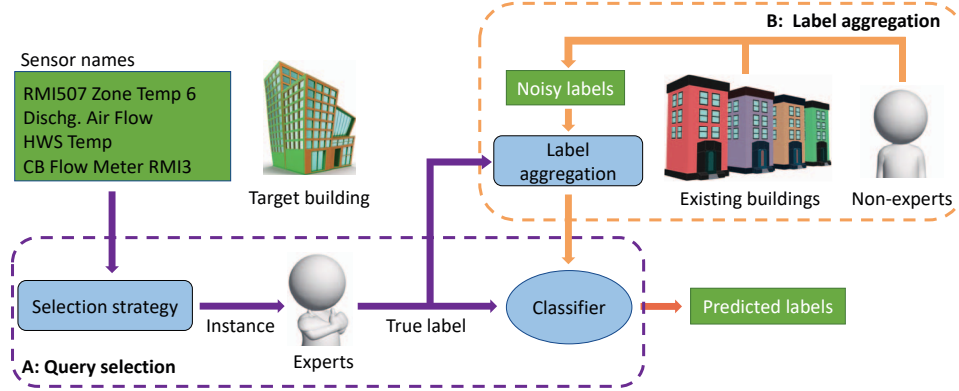 B: Label aggregation
Sensor names
RMI507 Zone Temp 6
Dischg. Air Flow
HWS Temp
CB Flow Meter RMI3
Target building
Noisy labels
Label
aggregation
Existing buildings
Non-experts
Selection strategy
Instance
Experts
True label
Classifier
Predicted labels
A: Query selection